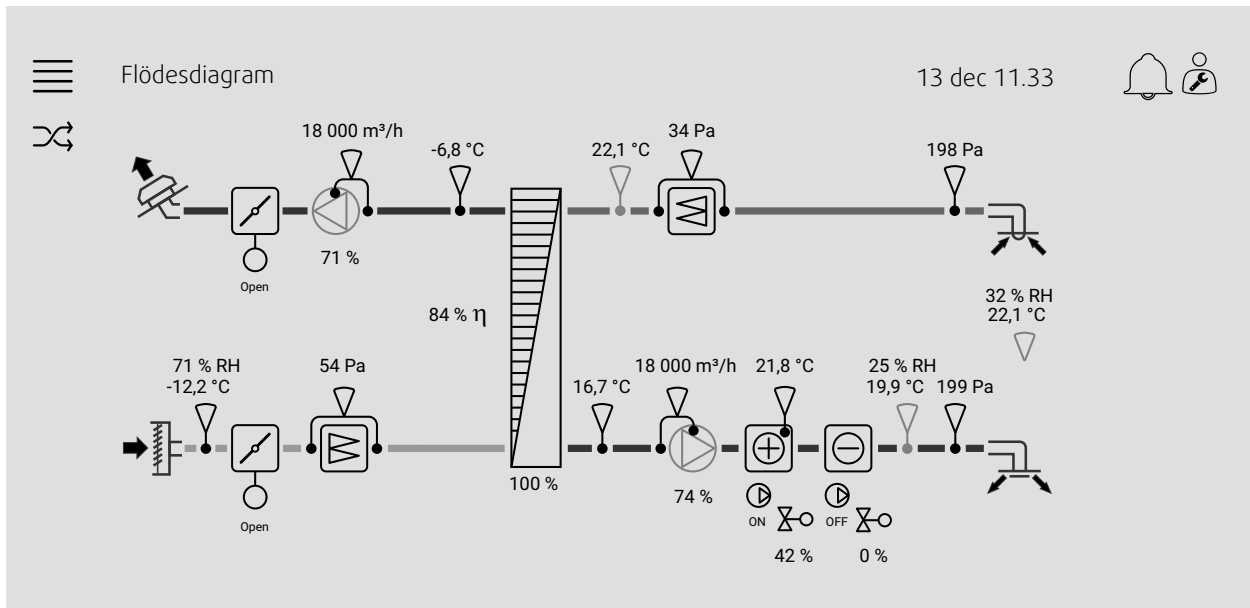 Flödesdiagram
13 dec 11.33
18 000 m³/h
-6,8 °C
22,1 °C
34 Pa
198 Pa
71 %
Open
32 % RH
22,1 °C
84 % η
71 % RH
-12,2 °C
54 Pa
16,7 °C
18 000 m³/h
21,8 °C
25 % RH
19,9 °C
199 Pa
100 %
74 %
Open
ON
OFF
42 %
0 %